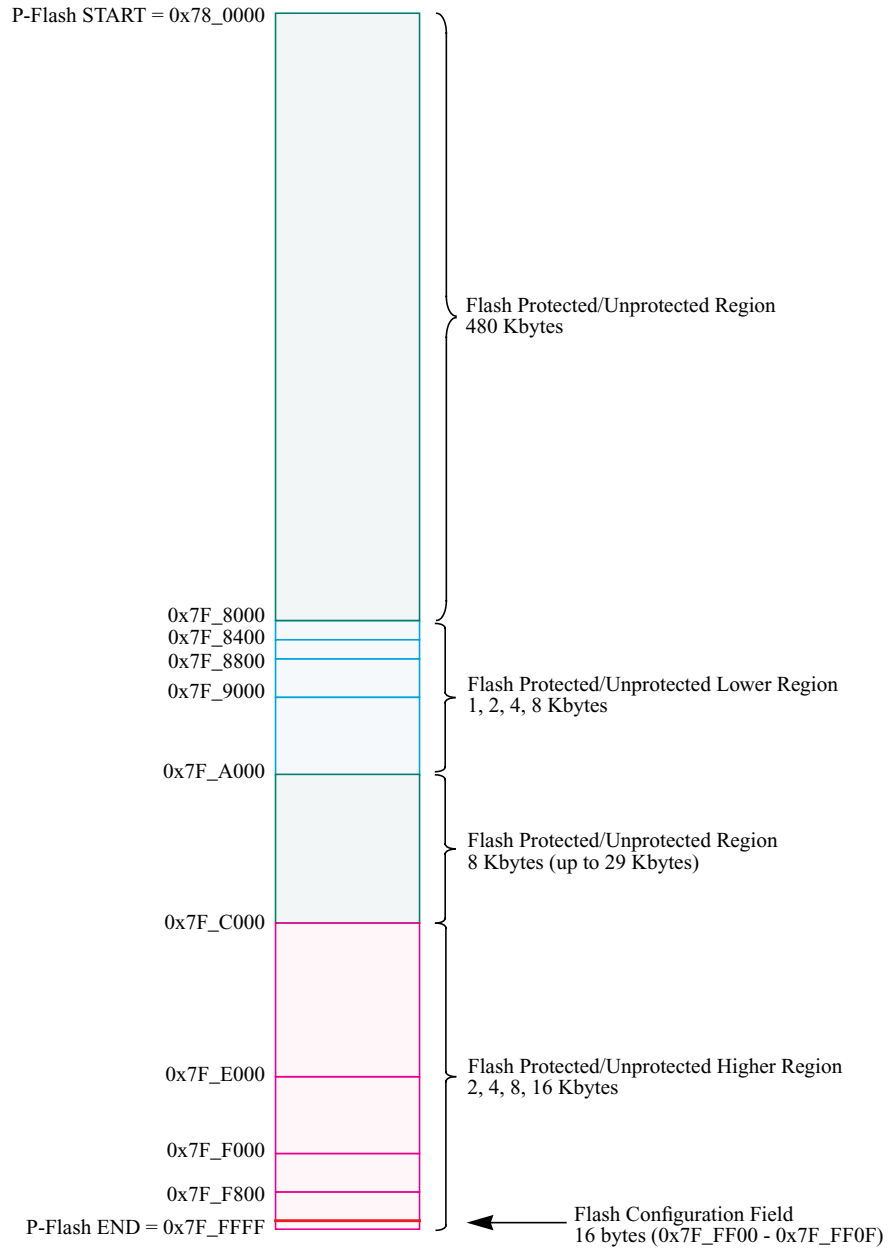 P-Flash START = 0x78_0000
Flash Protected/Unprotected Region
480 Kbytes
0x7F_8000
0x7F_8400
0x7F_8800
0x7F_9000
Flash Protected/Unprotected Lower Region
1, 2, 4, 8 Kbytes
0x7F_A000
Flash Protected/Unprotected Region
8 Kbytes (up to 29 Kbytes)
0x7F_C000
Flash Protected/Unprotected Higher Region
2, 4, 8, 16 Kbytes
0x7F_E000
0x7F_F000
0x7F_F800
P-Flash END = 0x7F_FFFF
Flash Configuration Field
16 bytes (0x7F_FF00 - 0x7F_FF0F)